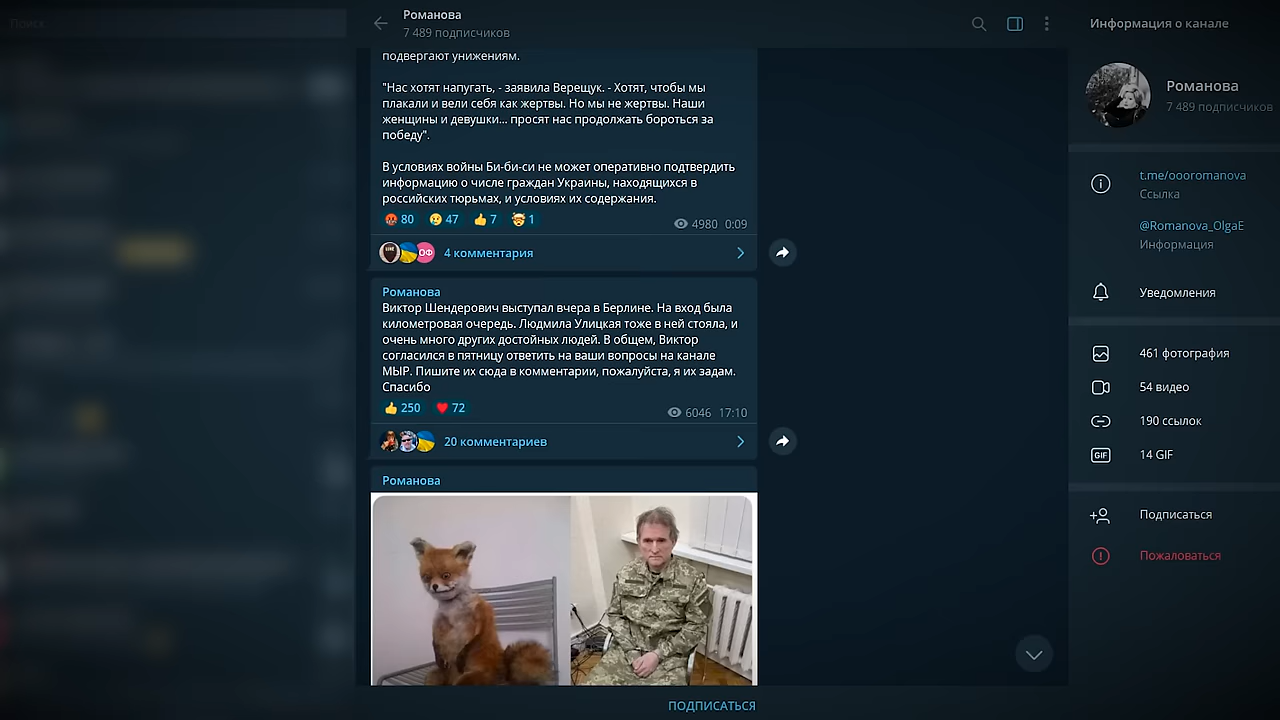 Поиск
Романова
7 489 подписчиков
Информация о канале
подвергают унижениям.
"Нас хотят напугать, - заявила Верещук. - Хотят, чтобы мы
плакали и вели себя как жертвы. Но мы не жертвы. Наши
женщины и девушки... просят нас продолжать бороться за
победу".
В условиях войны Би-би-си не может оперативно подтвердить
информацию о числе граждан Украины, находящихся в
российских тюрьмах, и условиях их содержания.
80 47 7 1
4980 0:09
ОФ
4 комментария
Романова
Виктор Шендерович выступал вчера в Берлине. На вход была
километровая очередь. Людмила Улицкая тоже в ней стояла, и
очень много других достойных людей. В общем, Виктор
согласился в пятницу ответить на ваши вопросы на канале
МЫР. Пишите их сюда в комментарии, пожалуйста, я их задам.
Спасибо
250 72
6046 17:10
20 комментариев
Романова
ПОДПИСАТЬСЯ
Романова
7 489 подписчиков
t.me/oooromanova
Ссылка
@Romanova_OlgaE
Информация
Уведомления
461 фотография
54 видео
190 ссылок
GIF 14 GIF
Подписаться
Пожаловаться